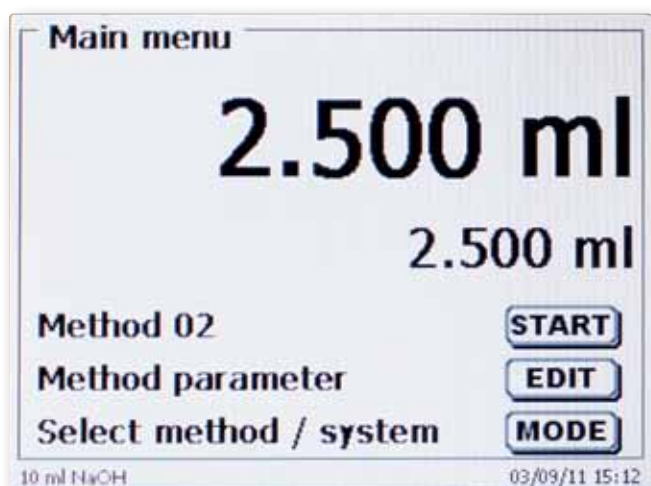 Main menu
2.500 ml
2.500 ml
Method 02 START
Method parameter EDIT
Select method / system MODE
10 ml NaOH 03/09/11 15:12